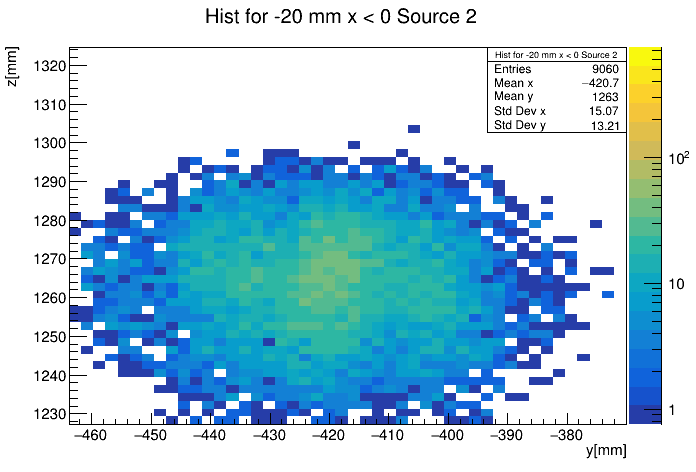 Hist for -20 mm x < 0 Source 2
z[mm]
Hist for -20 mm x < 0 Source 2
Entries 9060
Mean x −420.7
Mean y 1263
Std Dev x 15.07
Std Dev y 13.21
1320
1310
1300
1290
1280
1270
1260
1250
1240
1230
10²
10
1
−460 −450 −440 −430 −420 −410 −400 −390 −380
y[mm]